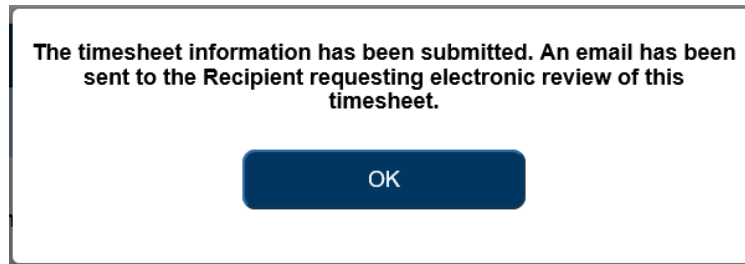 The timesheet information has been submitted. An email has been
sent to the Recipient requesting electronic review of this
timesheet.
OK